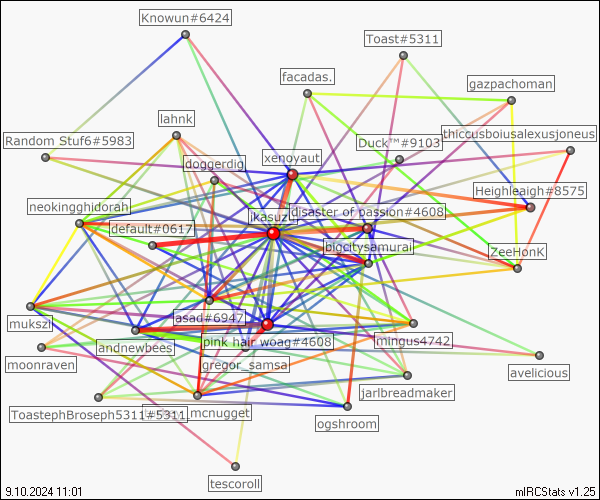 Knowun#6424
Toast#5311
facadas.
gazpachoman
lahnk
thiccusboiusalexusjoneus
Random Stuf6#5983
Duck™#9103
doggerdig
xenoyaut
Heighleaigh#8575
neokingghidorah
ikasuzu
disaster of passion#4608
default#0617
bigcitysamurai
ZeeHonK
mukszi
asad#6947
pink hair woag#4608
mingus4742
andnewbees
moonraven
gregor_samsa
avelicious
jarlbreadmaker
ToastephBroseph5311#5311
mcnugget
ogshroom
tescoroll
9.10.2024 11:01
mIRCStats v1.25